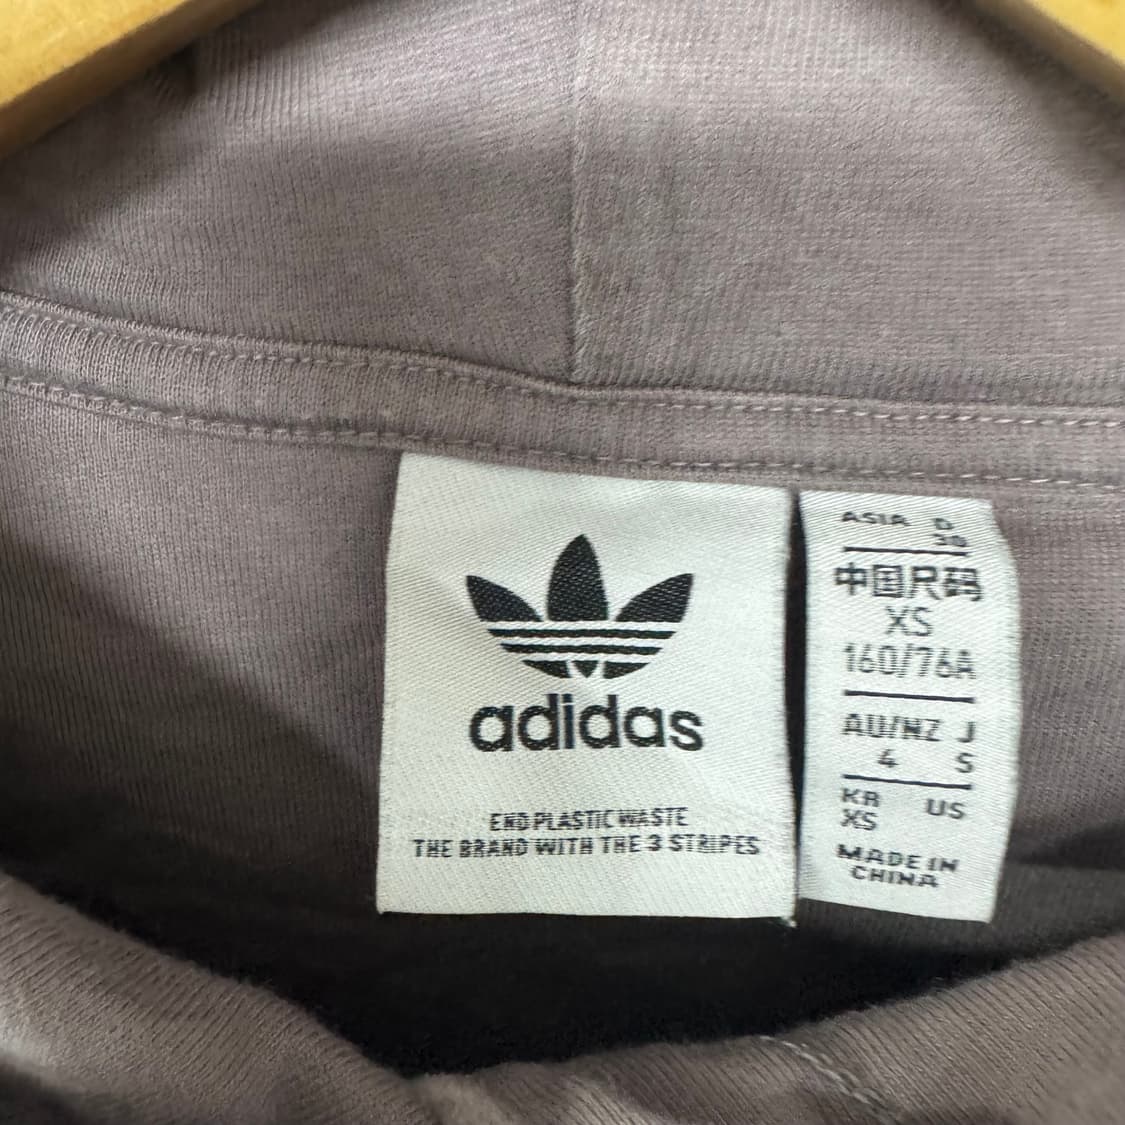 adidas
END PLASTIC WASTE
THE BRAND WITH THE 3 STRIPES
ASIA D
30
中国尺码
XS
160/76A
AU/NZ J
4 S
KR US
XS
MADE IN
CHINA